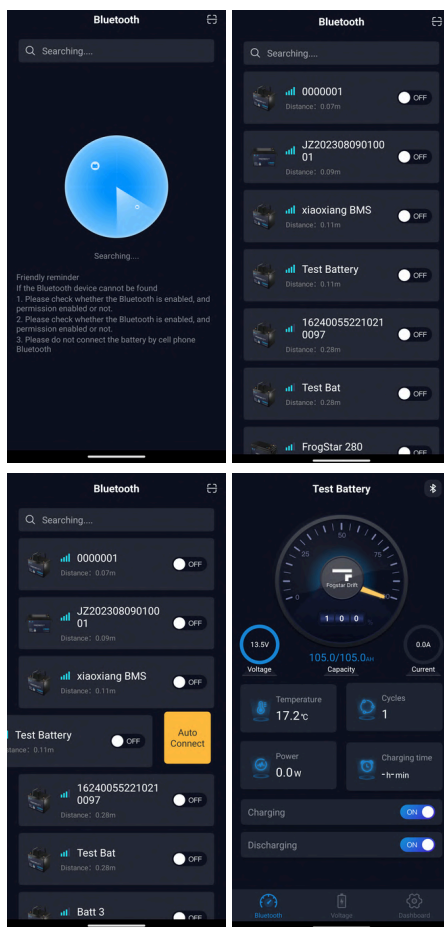 Bluetooth
Searching....
Searching....
Friendly reminder
If the Bluetooth device cannot be found
1. Please check whether the Bluetooth is enabled, and
permission enabled or not.
2. Please check whether the Bluetooth is enabled, and
permission enabled or not.
3. Please do not connect the battery by cell phone
Bluetooth
Bluetooth
Searching....
0000001
Distance: 0.07m
OFF
JZ202308090100
01
Distance: 0.09m
OFF
xiaoxiang BMS
Distance: 0.11m
OFF
Test Battery
Distance: 0.11m
OFF
16240055221021
0097
Distance: 0.28m
OFF
Test Bat
Distance: 0.28m
OFF
FrogStar 280
OFF
Bluetooth
Searching....
0000001
Distance: 0.07m
OFF
JZ202308090100
01
Distance: 0.09m
OFF
xiaoxiang BMS
Distance: 0.11m
OFF
Test Battery
stance: 0.11m
OFF
Auto
Connect
16240055221021
0097
Distance: 0.28m
OFF
Test Bat
Distance: 0.28m
OFF
Batt 3
OFF
Test Battery
50
25
75
0
Fogstar Drift
1 0 0
13.5V
Voltage
105.0/105.0AH
Capacity
0.0A
Current
Temperature
17.2℃
Cycles
1
Power
0.0W
Charging time
-h-min
Charging
ON
Discharging
ON
Bluetooth
Voltage
Dashboard